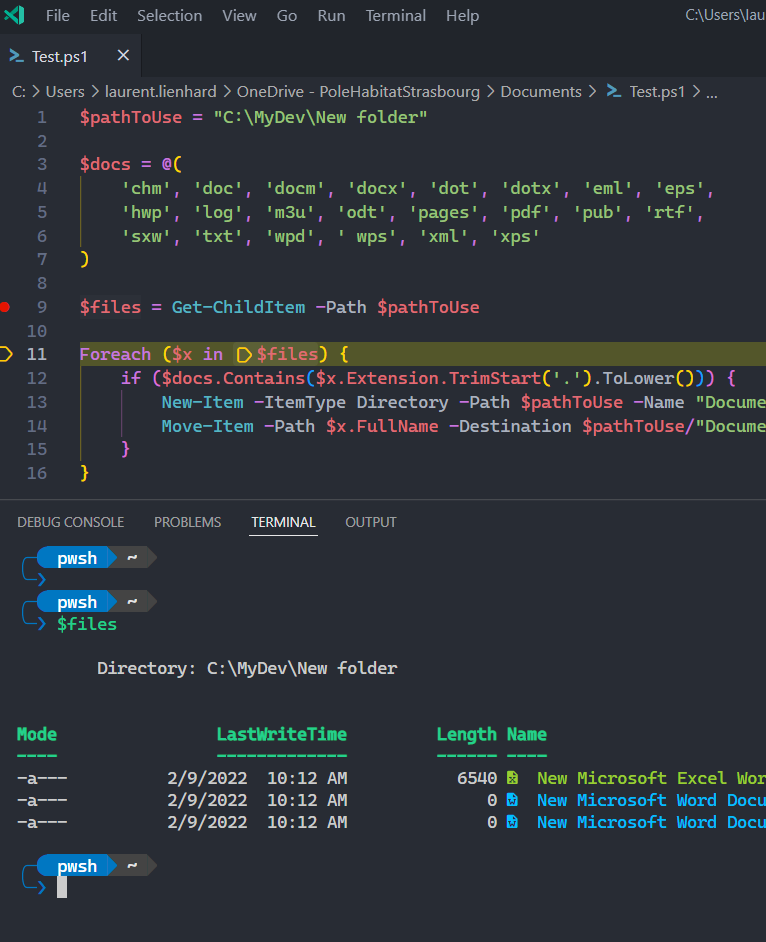 File Edit Selection View Go Run Terminal Help C:\Users\lau
Test.ps1
C: > Users > laurent.lienhard > OneDrive - PoleHabitatStrasbourg > Documents > Test.ps1 > ...
1 $pathToUse = "C:\MyDev\New folder"
2
3 $docs = @(
4 'chm', 'doc', 'docm', 'docx', 'dot', 'dotx', 'eml', 'eps',
5 'hwp', 'log', 'm3u', 'odt', 'pages', 'pdf', 'pub', 'rtf',
6 'sxw', 'txt', 'wpd', ' wps', 'xml', 'xps'
7 )
8
9 $files = Get-ChildItem -Path $pathToUse
10
11 Foreach ($x in $files) {
12 if ($docs.Contains($x.Extension.TrimStart('.').ToLower())) {
13 New-Item -ItemType Directory -Path $pathToUse -Name "Docume
14 Move-Item -Path $x.FullName -Destination $pathToUse/"Docume
15 }
16 }
DEBUG CONSOLE PROBLEMS TERMINAL OUTPUT
pwsh ~
pwsh ~
$files
Directory: C:\MyDev\New folder
Mode LastWriteTime Length Name
---- ------------- ------ ----
-a--- 2/9/2022 10:12 AM 6540 New Microsoft Excel Wor
-a--- 2/9/2022 10:12 AM 0 New Microsoft Word Docu
-a--- 2/9/2022 10:12 AM 0 New Microsoft Word Docu
pwsh ~